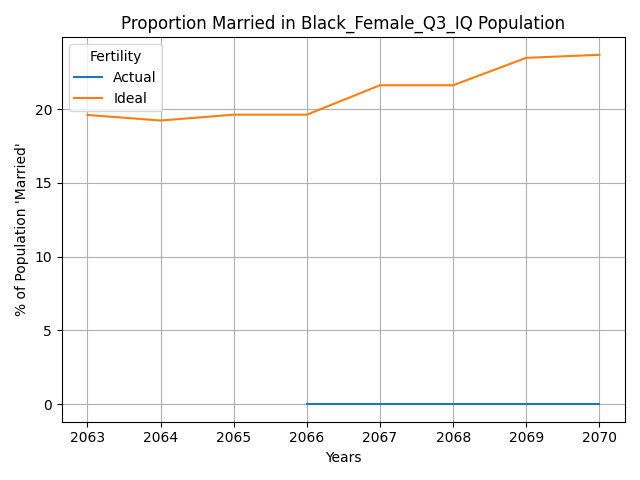 Proportion Married in Black_Female_Q3_IQ Population
Fertility
Actual
Ideal
% of Population 'Married'
20
15
10
5
0
2063 2064 2065 2066 2067 2068 2069 2070
Years